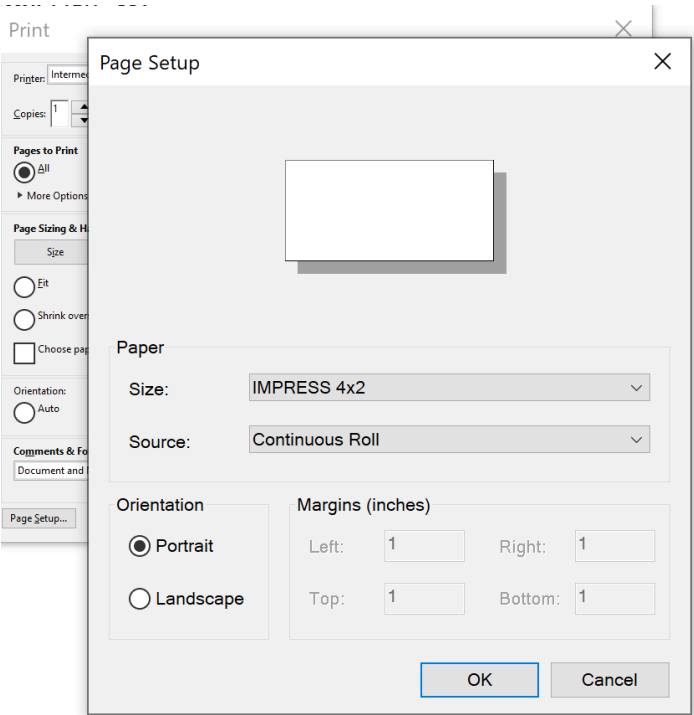 Print
Printer: Interme
Copies: 1
Pages to Print
All
More Options
Page Sizing & H
Size
Fit
Shrink over
Choose pap
Orientation:
Auto
Comments & Fo
Document and
Page Setup...
Page Setup
Paper
Size: IMPRESS 4x2
Source: Continuous Roll
Orientation
Portrait
Landscape
Margins (inches)
Left: 1 Right: 1
Top: 1 Bottom: 1
OK Cancel